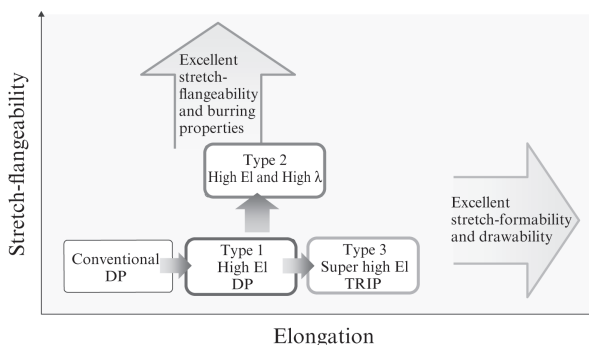 Stretch-flangeability
Excellent
stretch-
flangeability
and burring
properties
Type 2
High El and High λ
Excellent
stretch-formability
and drawability
Conventional
DP
Type 1
High El
DP
Type 3
Super high El
TRIP
Elongation